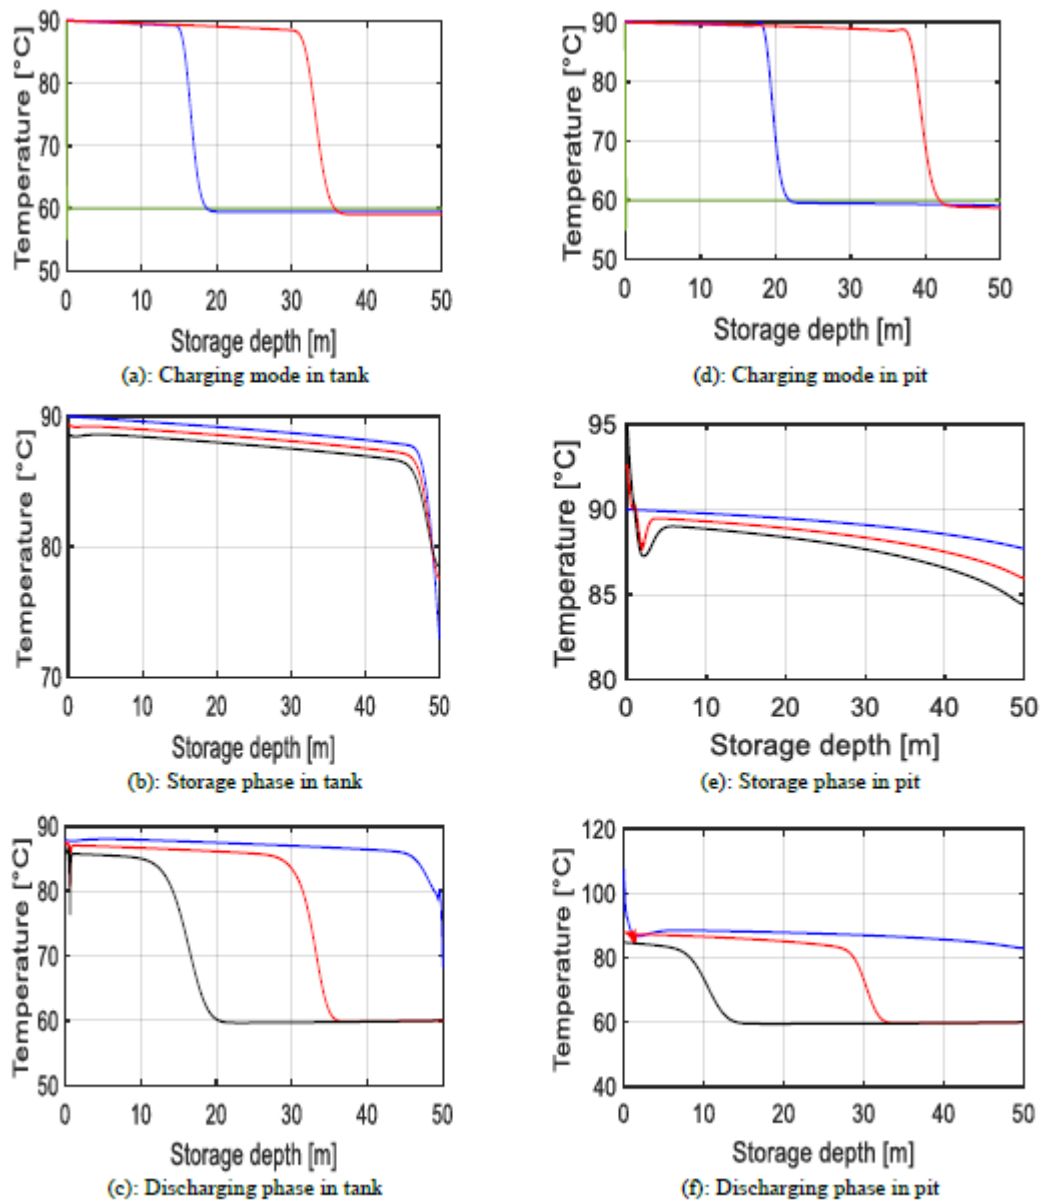 90
80
70
60
50
Temperature [°C]
0 10 20 30 40 50
Storage depth [m]
(a): Charging mode in tank
90
80
70
60
50
Temperature [°C]
0 10 20 30 40 50
Storage depth [m]
(d): Charging mode in pit
90
80
70
Temperature [°C]
0 10 20 30 40 50
Storage depth [m]
(b): Storage phase in tank
95
90
85
80
Temperature [°C]
0 10 20 30 40 50
Storage depth [m]
(e): Storage phase in pit
90
80
70
60
50
Temperature [°C]
0 10 20 30 40 50
Storage depth [m]
(c): Discharging phase in tank
120
100
80
60
40
Temperature [°C]
0 10 20 30 40 50
Storage depth [m]
(f): Discharging phase in pit